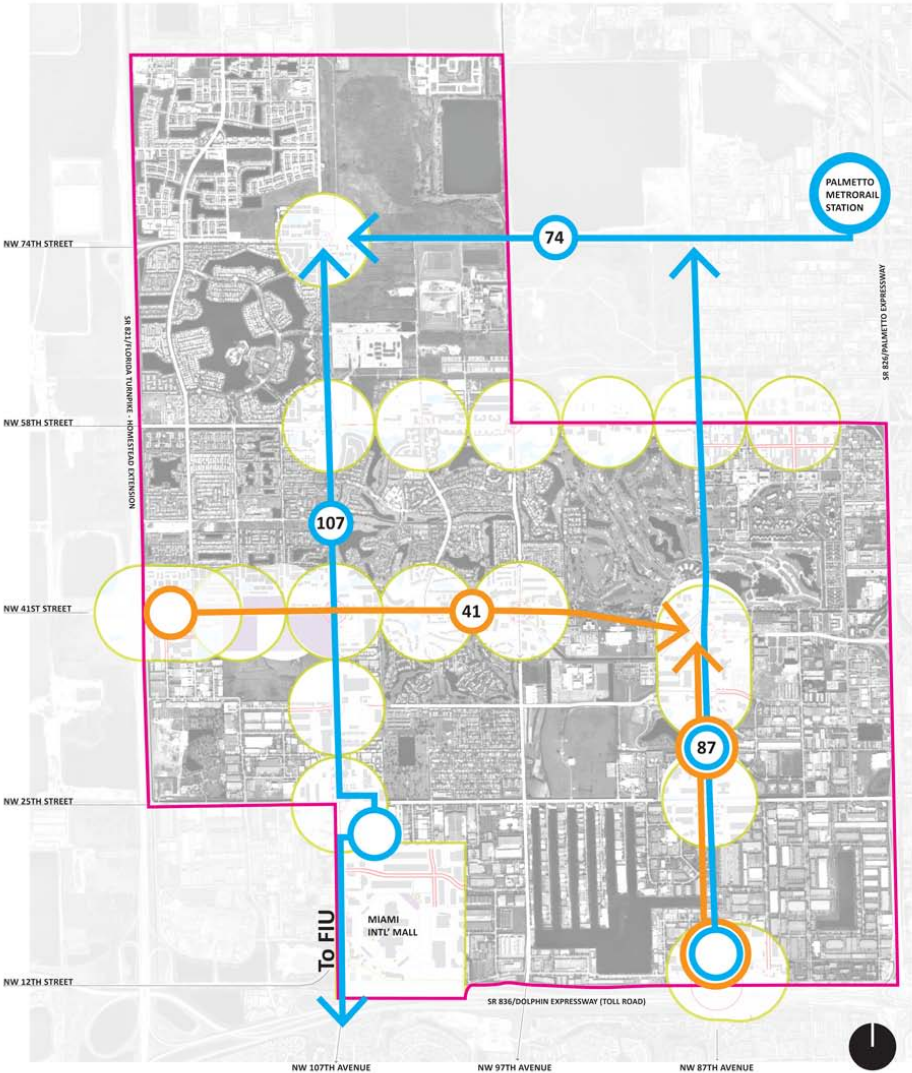 PALMETTO
METRORAIL
STATION
74
NW 74TH STREET
SR 826/PALMETTO EXPRESSWAY
SR 821/FLORIDA TURNPIKE - HOMESTEAD EXTENSION
NW 58TH STREET
107
NW 41ST STREET
41
87
NW 25TH STREET
To FIU
MIAMI
INTL' MALL
NW 12TH STREET
SR 836/DOLPHIN EXPRESSWAY (TOLL ROAD)
NW 107TH AVENUE
NW 97TH AVENUE
NW 87TH AVENUE